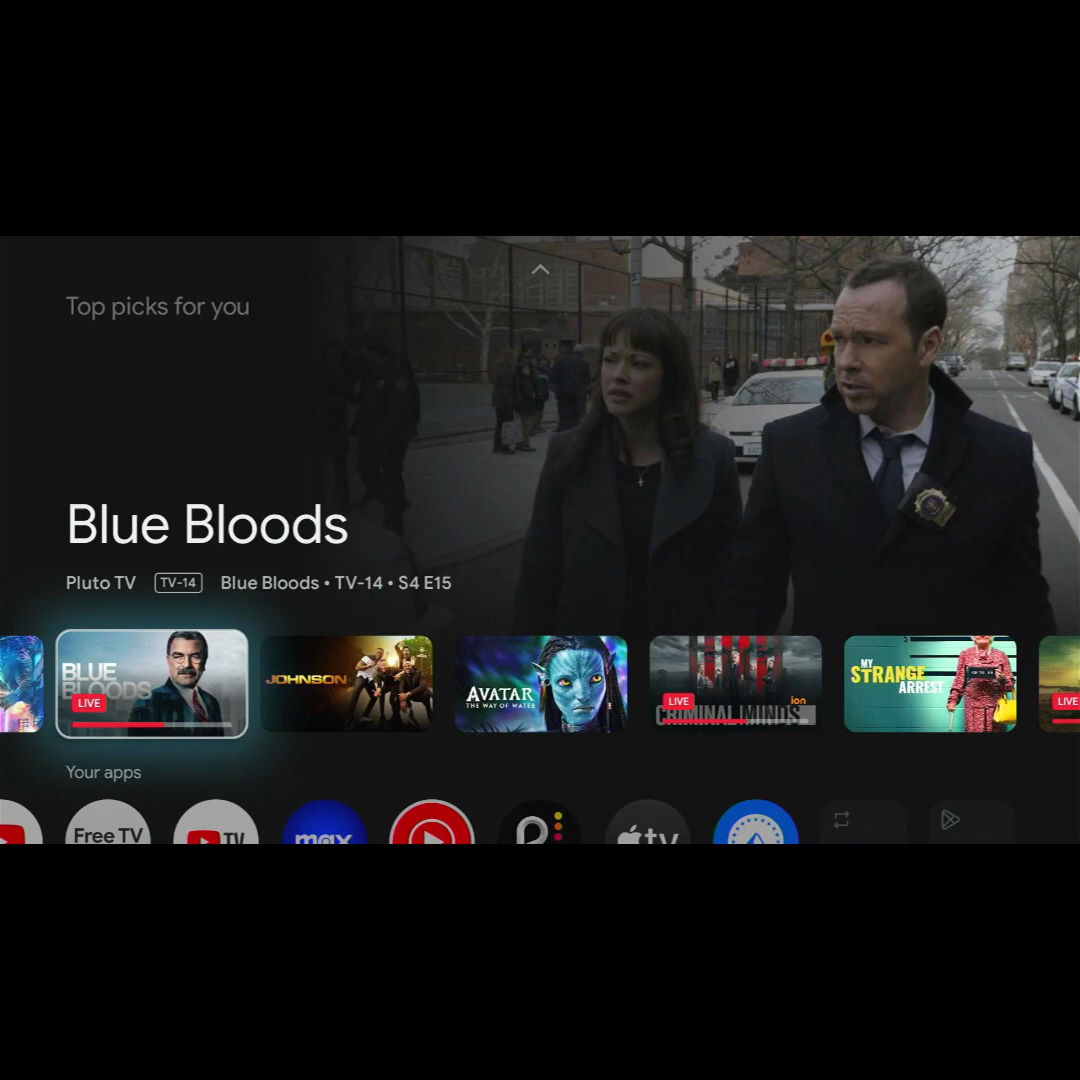 Top picks for you
Blue Bloods
Pluto TV TV-14 Blue Bloods • TV-14 • S4 E15
BLUE
BLOODS
LIVE
JOHNSON
AVATAR
THE WAY OF WATER
ion
LIVE
CRIMINAL MINDS
MY
STRANGE
ARREST
LIVE
Your apps
Free TV
TV
max
tv